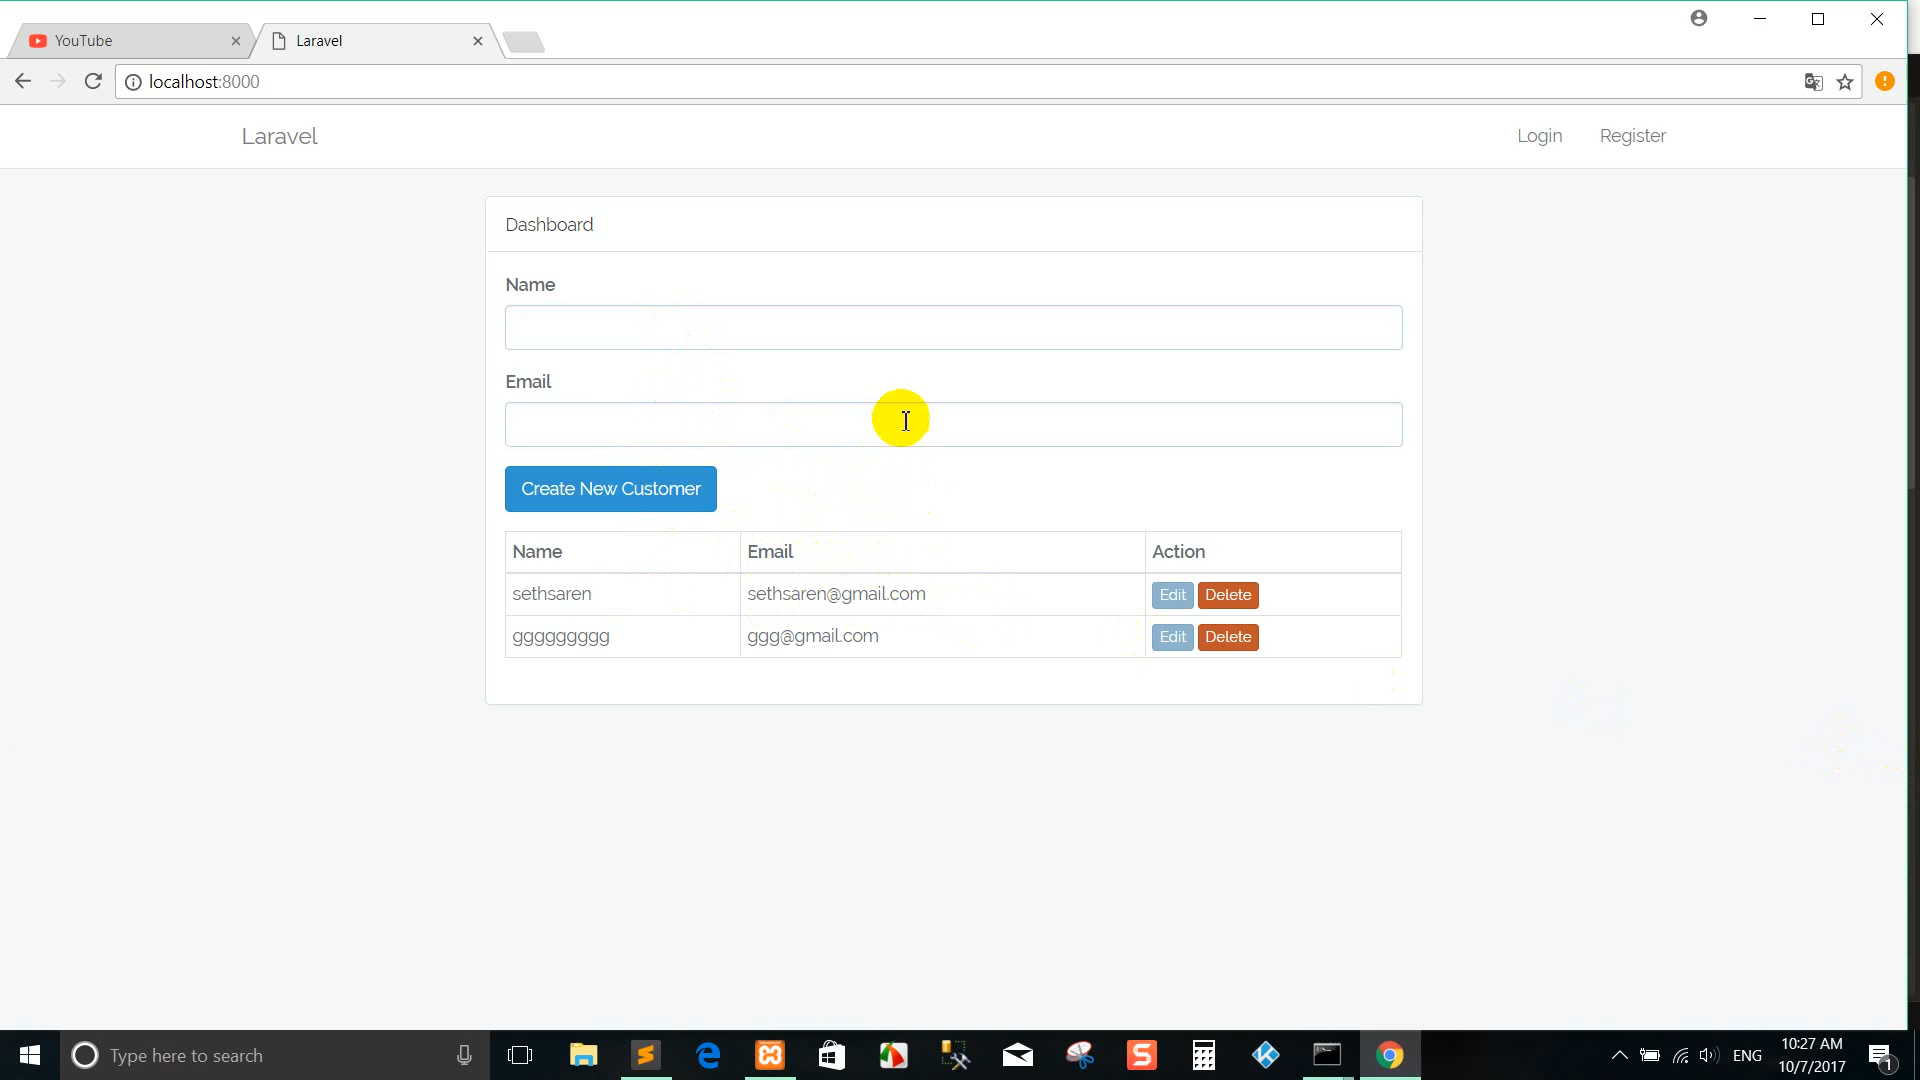 YouTube
Laravel
localhost:8000
Laravel
Login
Register
Dashboard
Name
Email
Create New Customer
Name Email Action
sethsaren sethsaren@gmail.com Edit Delete
ggggggggg ggg@gmail.com Edit Delete
Type here to search
ENG
10:27 AM
10/7/2017
1